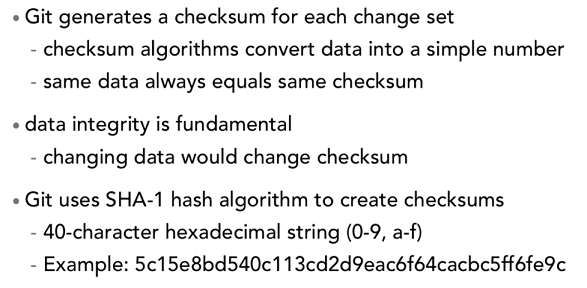 • Git generates a checksum for each change set
- checksum algorithms convert data into a simple number
- same data always equals same checksum
• data integrity is fundamental
- changing data would change checksum
• Git uses SHA-1 hash algorithm to create checksums
- 40-character hexadecimal string (0-9, a-f)
- Example: 5c15e8bd540c113cd2d9eac6f64cacbc5ff6fe9c